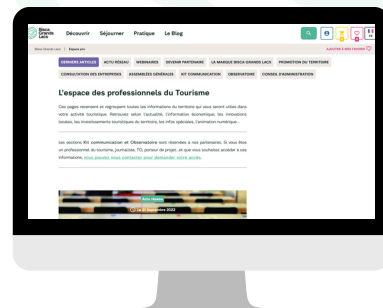 Bisca
Grands
Lacs
Découvrir Séjourner Pratique Le Blog
Bisca Grands Lacs | Espace pro
AJOUTER À MES FAVORIS
DERNIERS ARTICLES ACTU RÉSEAU WEBINAIRES DEVENIR PARTENAIRE LA MARQUE BISCA GRANDS LACS PROMOTION DU TERRITOIRE
CONSULTATION DES ENTREPRISES ASSEMBLÉES GÉNÉRALES KIT COMMUNICATION OBSERVATOIRE CONSEIL D'ADMINISTRATION
L'espace des professionnels du Tourisme
Ces pages recensent et regroupent toutes les informations du territoire qui vous seront utiles dans
votre activité touristique. Retrouvez selon l'actualité, l'information économique, les innovations
locales, les investissements touristiques du territoire, les infos spéciales, l'animation numérique...
Les sections Kit communication et Observatoire sont réservées à nos partenaires. Si vous êtes
un professionnel du tourisme, journaliste, TO, porteur de projet, et que vous souhaitez accéder à ces
informations, vous pouvez nous contacter pour demander votre accès.
Actu réseau